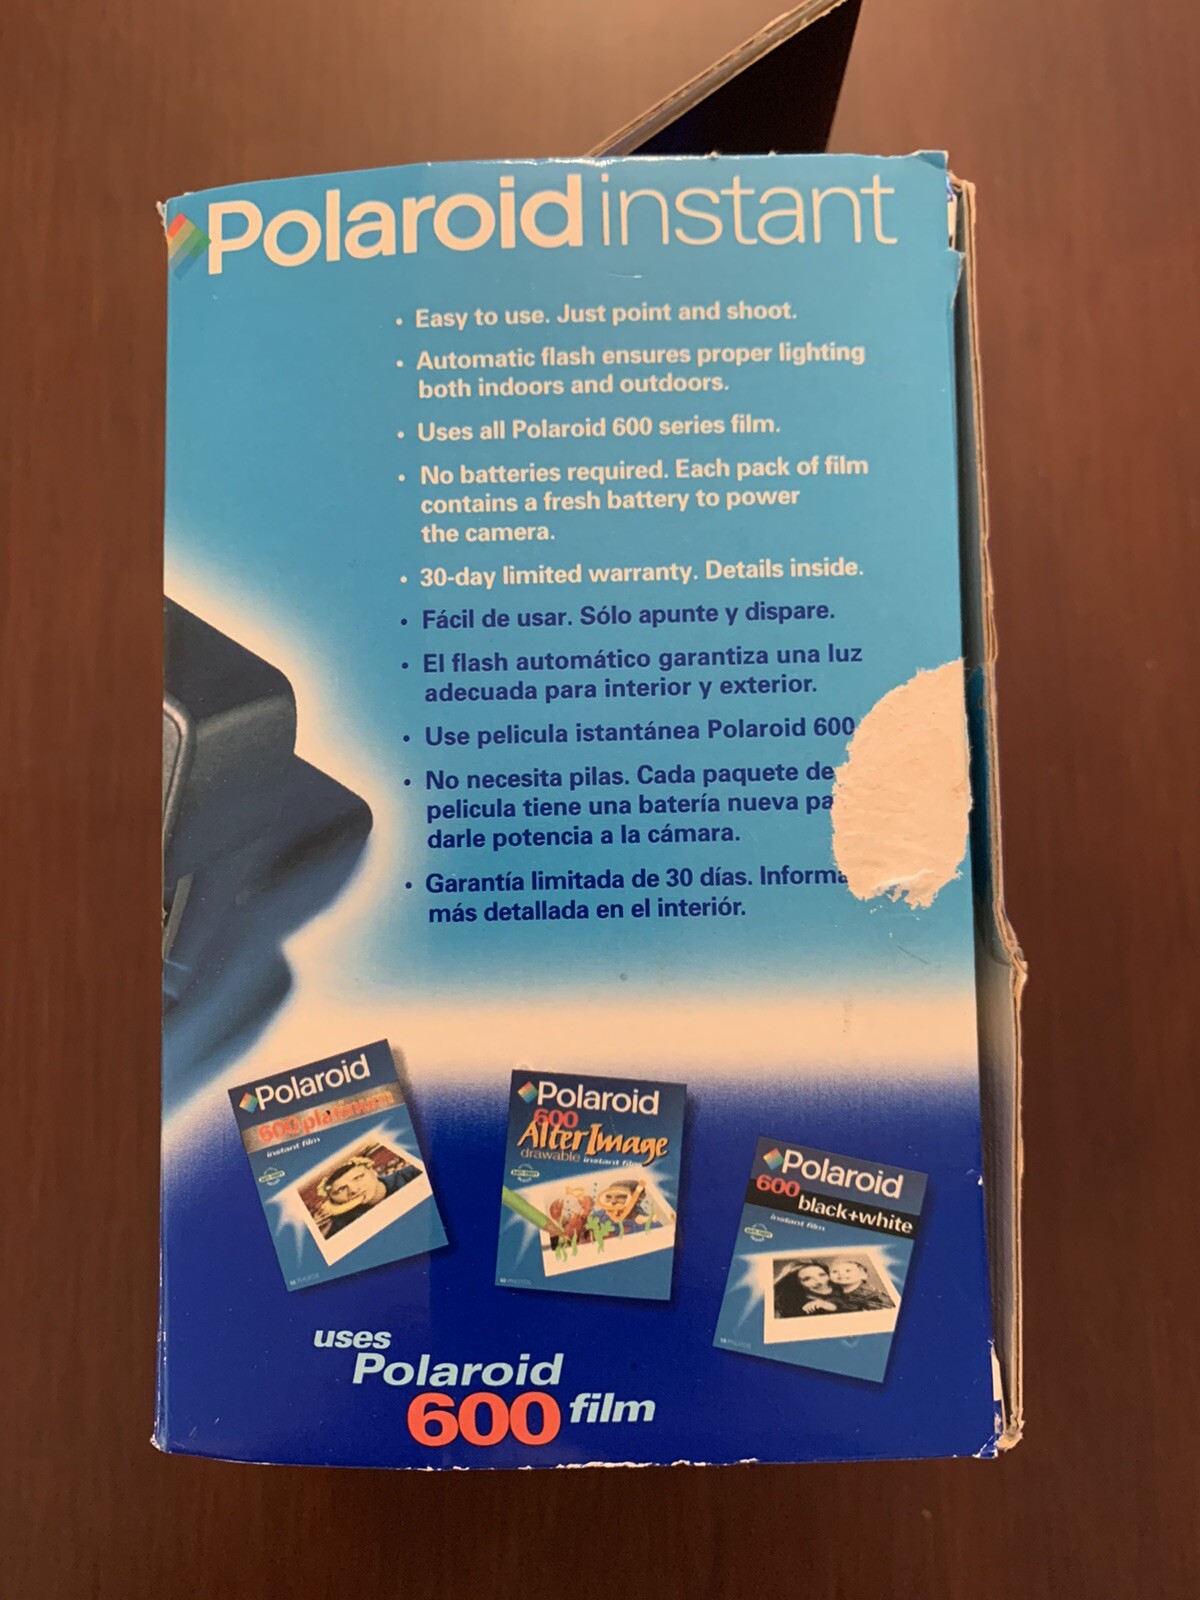 Polaroid instant
• Easy to use. Just point and shoot.
• Automatic flash ensures proper lighting
both indoors and outdoors.
• Uses all Polaroid 600 series film.
• No batteries required. Each pack of film
contains a fresh battery to power
the camera.
• 30-day limited warranty. Details inside.
• Fácil de usar. Sólo apunte y dispare.
• El flash automático garantiza una luz
adecuada para interior y exterior.
• Use pelicula istantánea Polaroid 600
• No necesita pilas. Cada paquete de
pelicula tiene una batería nueva pa
darle potencia a la cámara.
• Garantía limitada de 30 días. Informa
más detallada en el interiór.
Polaroid
600 platinum
instant film
Polaroid
600
AlterImage
drawable instant film
Polaroid
600
black+white
instant film
uses
Polaroid
600 film